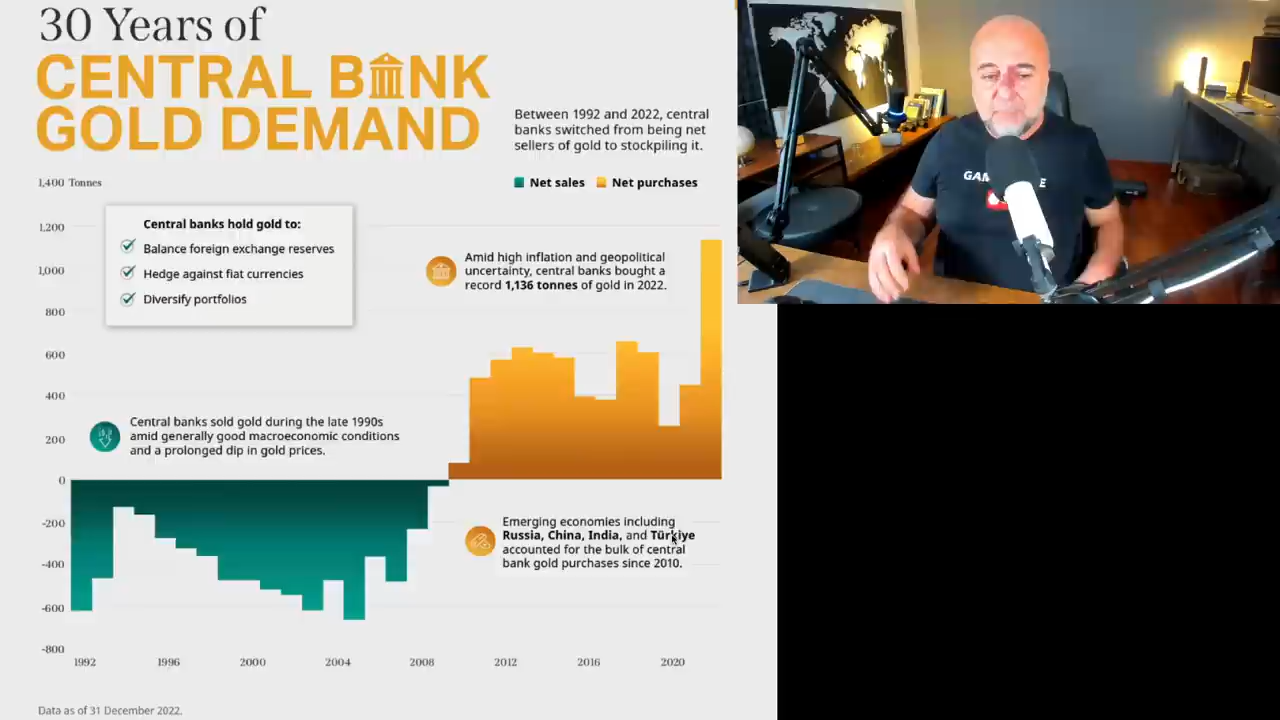 30 Years of
CENTRAL BANK
GOLD DEMAND
Between 1992 and 2022, central
banks switched from being net
sellers of gold to stockpiling it.
1,400 Tonnes
Net sales
Net purchases
1,200
1,000
800
600
400
200
0
-200
-400
-600
-800
Central banks hold gold to:
Balance foreign exchange reserves
Hedge against fiat currencies
Diversify portfolios
Amid high inflation and geopolitical
uncertainty, central banks bought a
record 1,136 tonnes of gold in 2022.
Central banks sold gold during the late 1990s
amid generally good macroeconomic conditions
and a prolonged dip in gold prices.
Emerging economies including
Russia, China, India, and Türkiye
accounted for the bulk of central
bank gold purchases since 2010.
1992
1996
2000
2004
2008
2012
2016
2020
Data as of 31 December 2022.